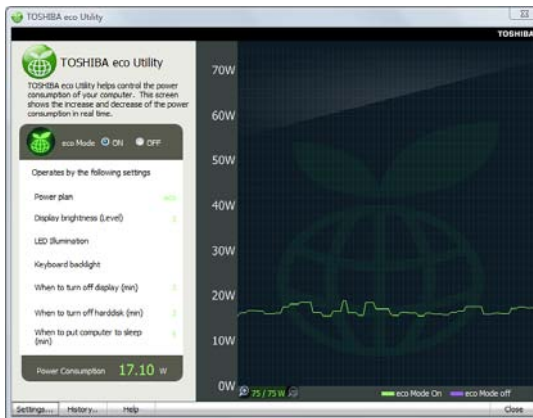 TOSHIBA eco Utility
TOSHIBA
TOSHIBA eco Utility
TOSHIBA eco Utility helps control the power
consumption of your computer. This screen
shows the increase and decrease of the power
consumption in real time.
eco Mode ON OFF
Operates by the following settings
Power plan
Display brightness (Level)
LED Illumination
Keyboard backlight
When to turn off display (min)
When to turn off harddisk (min)
When to put computer to sleep
(min)
Power Consumption 17.10 W
70W
60W
50W
40W
30W
20W
10W
0W
75 / 75 W
eco Mode On
eco Mode off
Settings... History... Help
Close